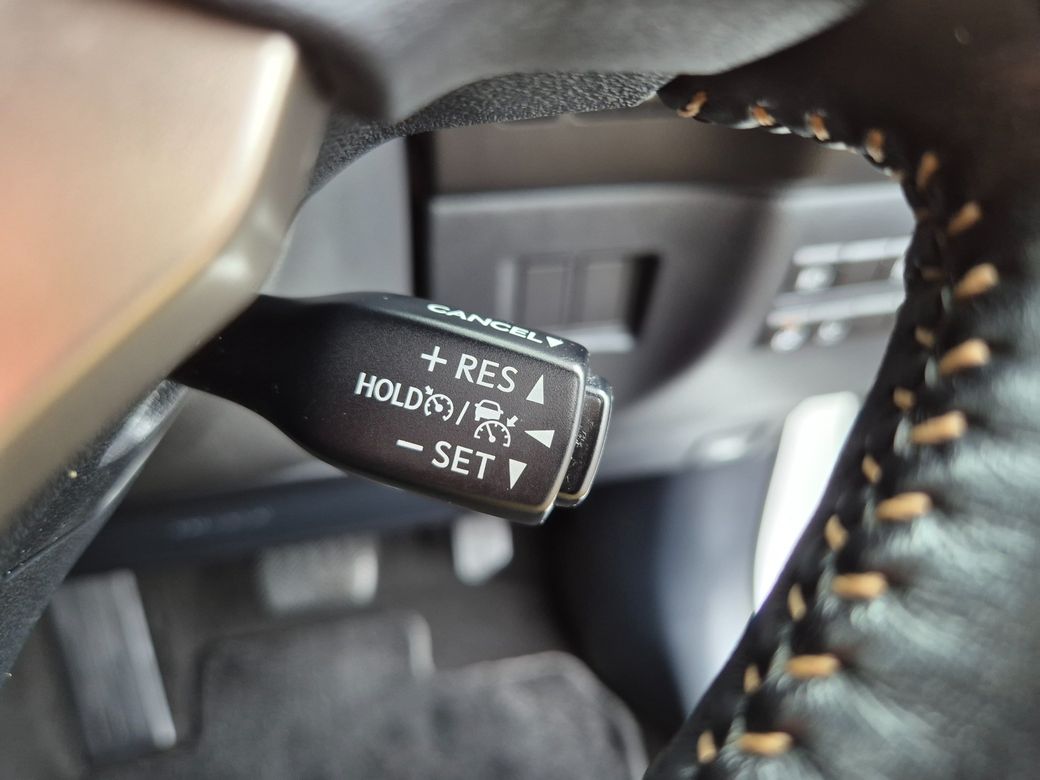 CANCEL▼
+ RES ▲
HOLD / ◀
− SET ▼